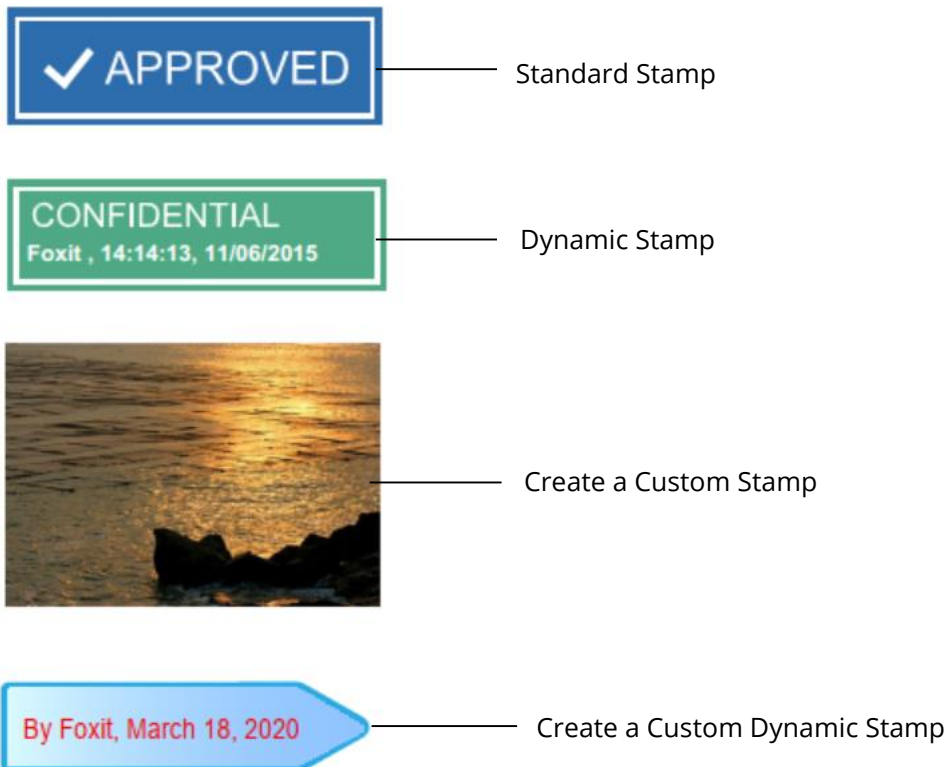 ✓ APPROVED
Standard Stamp
CONFIDENTIAL
Foxit , 14:14:13, 11/06/2015
Dynamic Stamp
Create a Custom Stamp
By Foxit, March 18, 2020
Create a Custom Dynamic Stamp